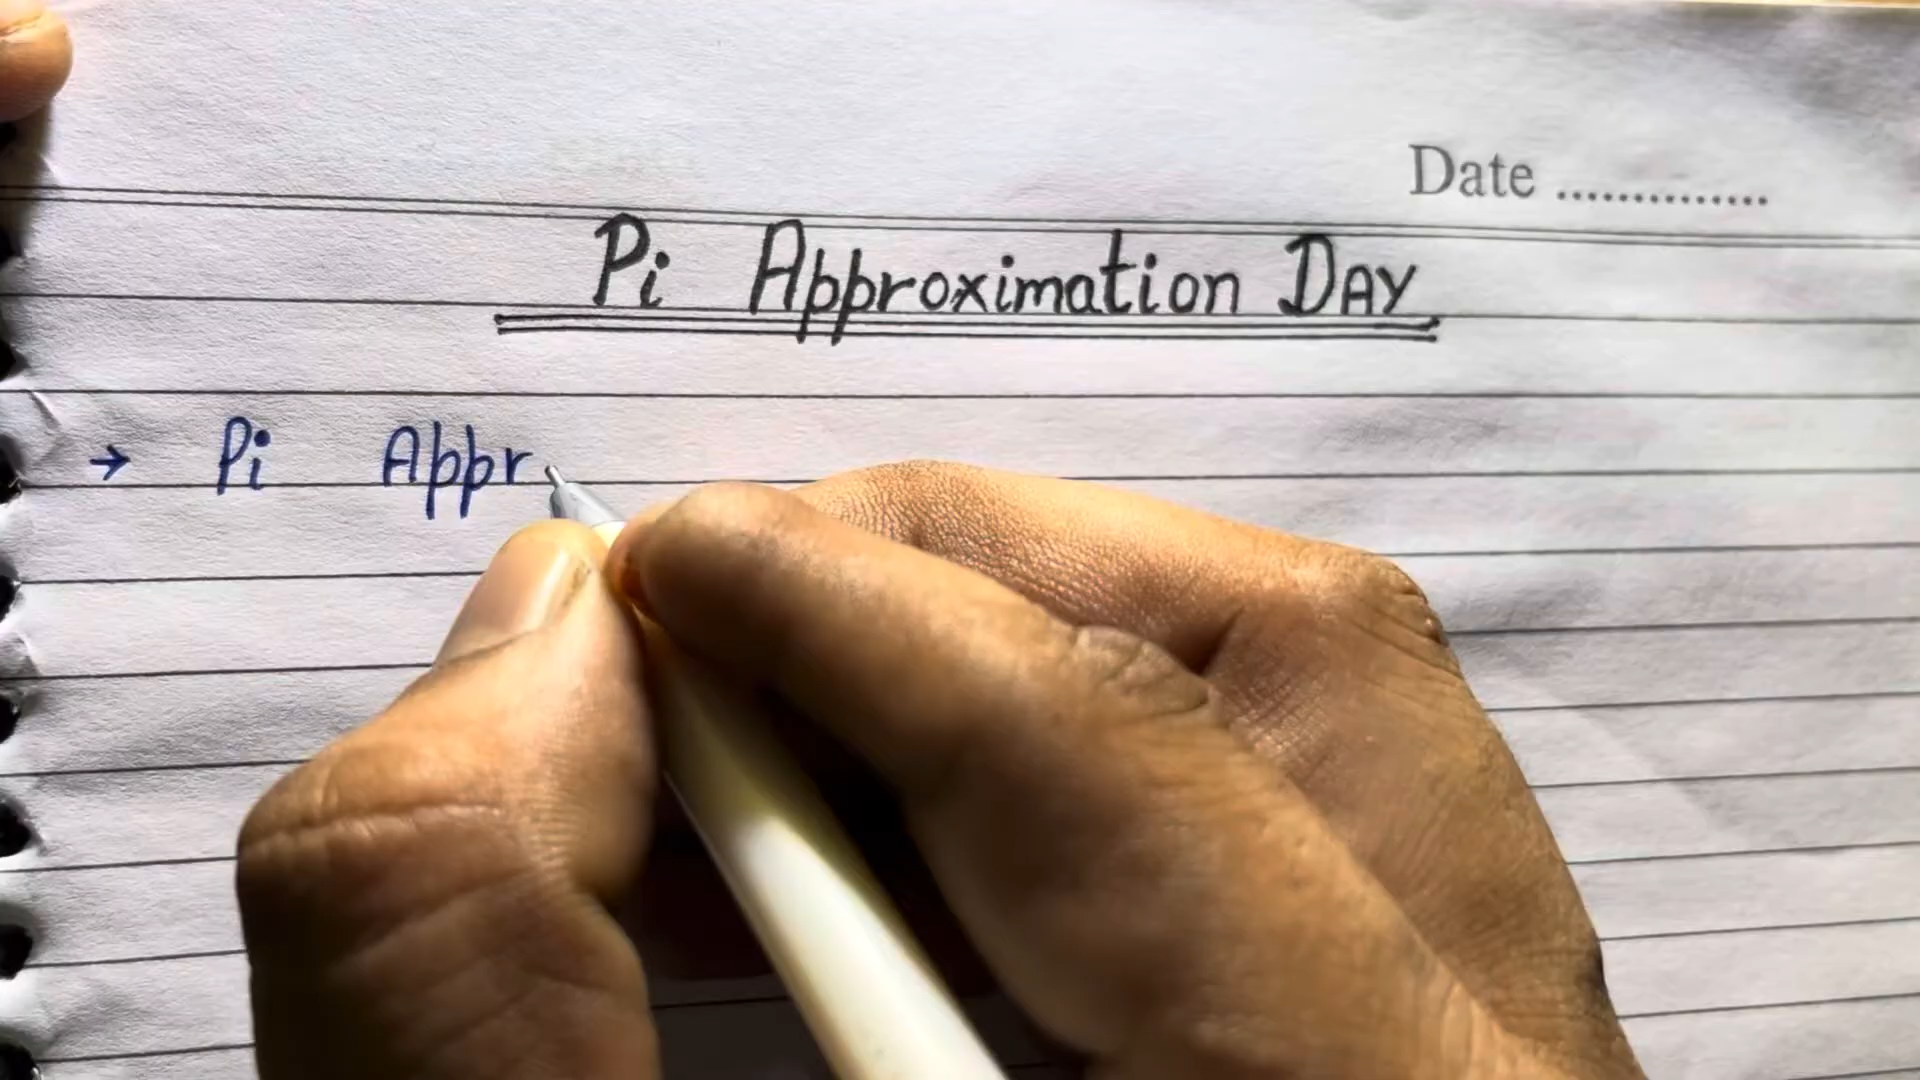 Date ..............
Pi Approximation DAY
→ Pi Appr